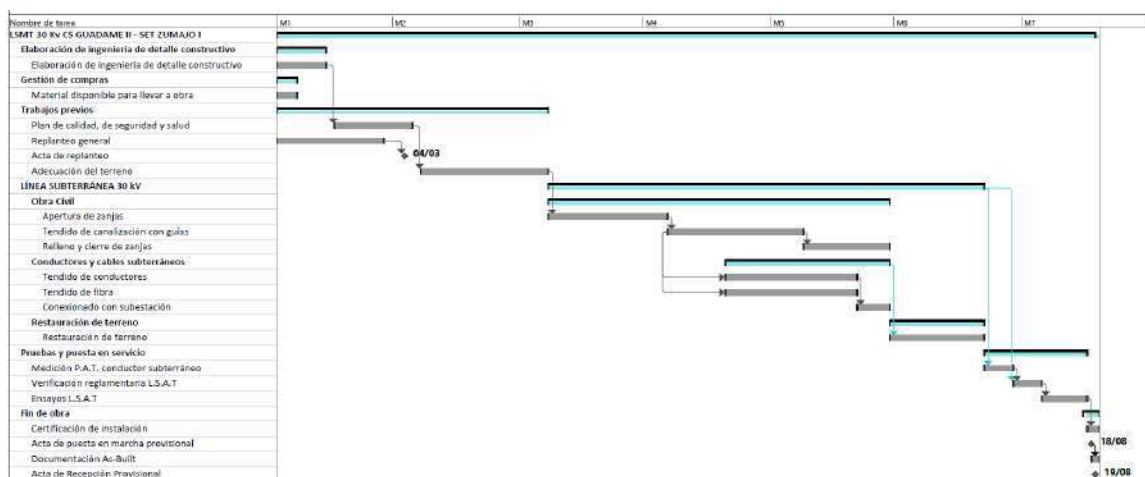 Nombre de tarea M1 M2 M3 M4 M5 M6 M7
LSMT 30 Kv CS GUADAME II - SET ZUMAJO I
Elaboración de ingeniería de detalle constructivo
Elaboración de ingeniería de detalle constructivo
Gestión de compras
Material disponible para llevar a obra
Trabajos previos
Plan de calidad, de seguridad y salud
Replanteo general
Acta de replanteo 04/03
Adecuación del terreno
LÍNEA SUBTERRÁNEA 30 kV
Obra Civil
Apertura de zanjas
Tendido de canalización con guías
Relleno y cierre de zanjas
Conductores y cables subterráneos
Tendido de conductores
Tendido de fibra
Conexionado con subestación
Restauración de terreno
Restauración de terreno
Pruebas y puesta en servicio
Medición P.A.T. conductor subterráneo
Verificación reglamentaria L.S.A.T
Ensayos L.S.A.T
Fin de obra
Certificación de instalación
Acta de puesta en marcha provisional 18/08
Documentación As-Built
Acta de Recepción Provisional 19/08